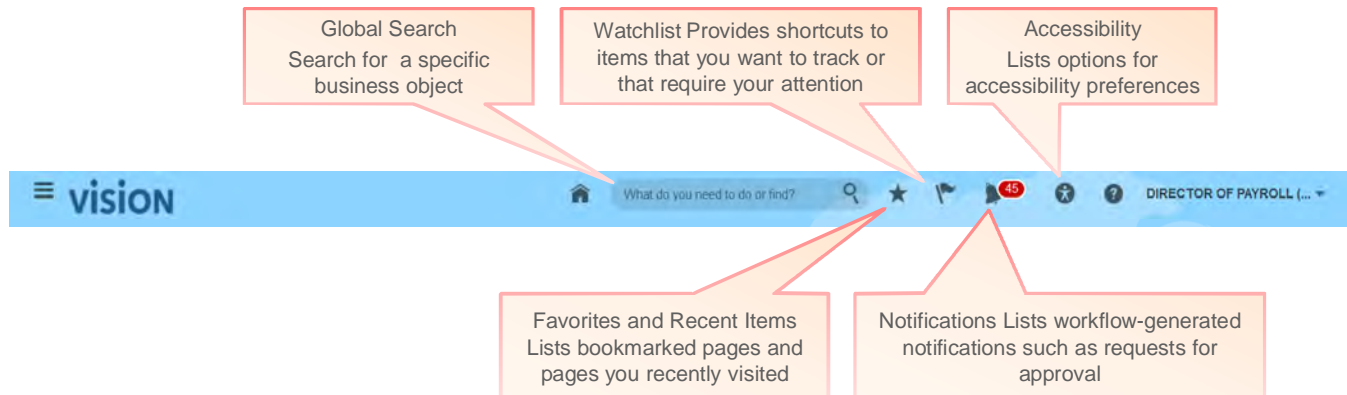 Global Search
Search for a specific
business object
Watchlist Provides shortcuts to
items that you want to track or
that require your attention
Accessibility
Lists options for
accessibility preferences
vision
What do you need to do or find?
45
?
DIRECTOR OF PAYROLL (...
Favorites and Recent Items
Lists bookmarked pages and
pages you recently visited
Notifications Lists workflow-generated
notifications such as requests for
approval